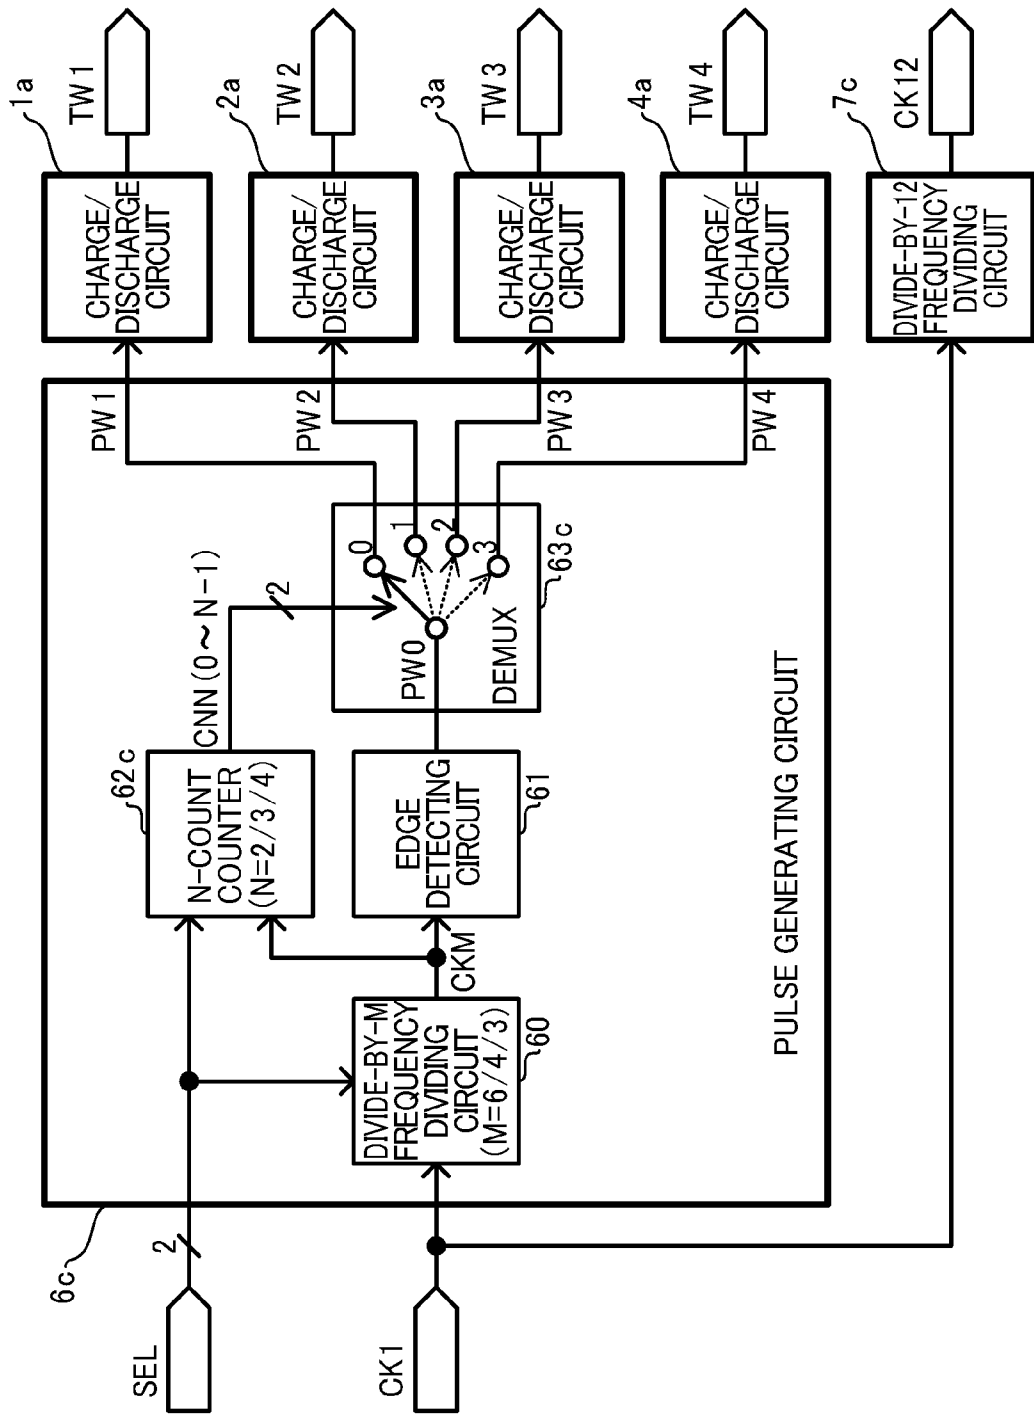 6c
SEL
2
CK1
DIVIDE-BY-M
FREQUENCY
DIVIDING
CIRCUIT
(M=6/4/3)
60
CKM
62c
N-COUNT
COUNTER
(N=2/3/4)
CNN(0~N-1)
2
EDGE
DETECTING
CIRCUIT
61
PW0
0
1
2
3
DEMUX
63c
PULSE GENERATING CIRCUIT
PW1
PW2
PW3
PW4
1a
CHARGE/
DISCHARGE
CIRCUIT
TW1
2a
CHARGE/
DISCHARGE
CIRCUIT
TW2
3a
CHARGE/
DISCHARGE
CIRCUIT
TW3
4a
CHARGE/
DISCHARGE
CIRCUIT
TW4
7c
DIVIDE-BY-12
FREQUENCY
DIVIDING
CIRCUIT
CK12